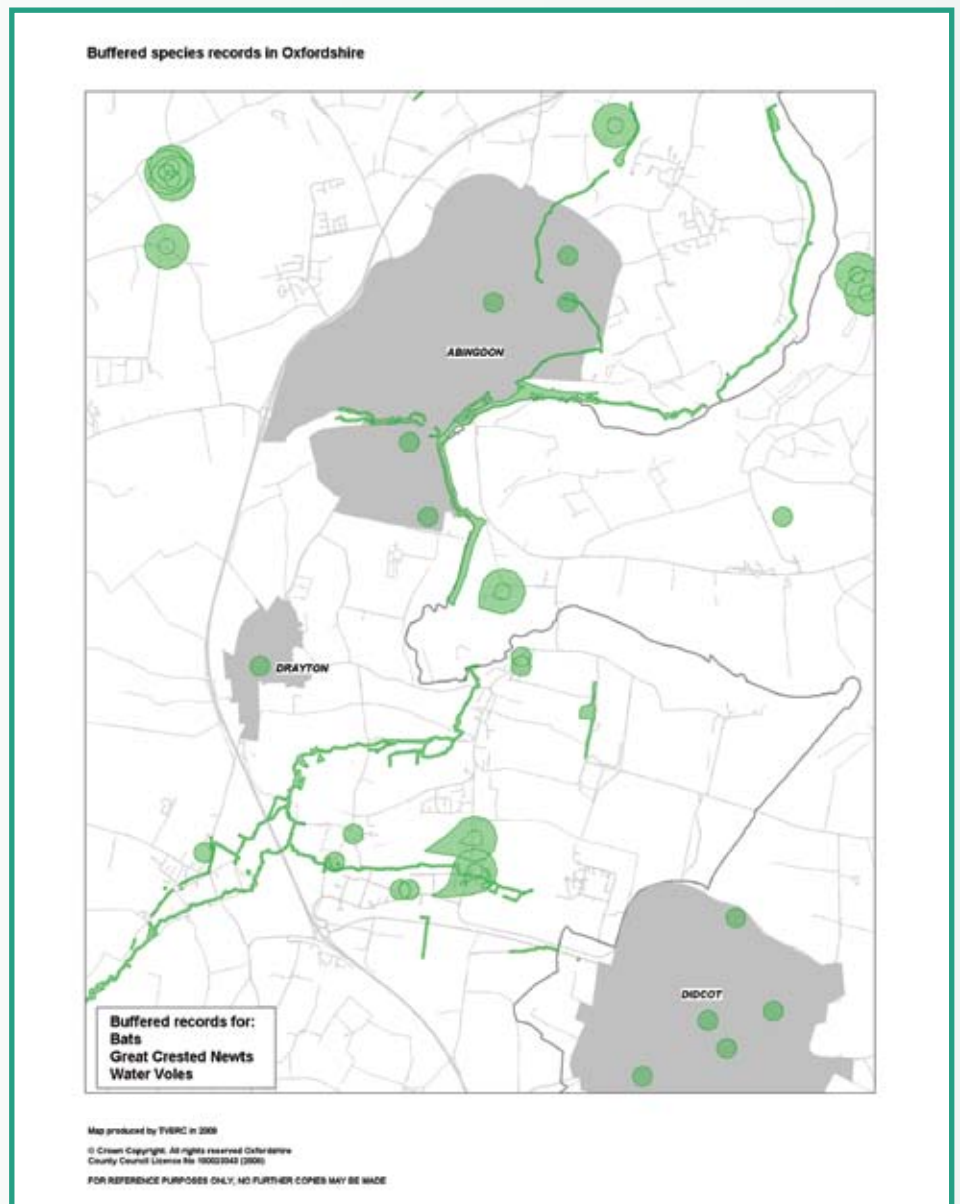 Buffered species records in Oxfordshire
ABINGDON
DRAYTON
DIDCOT
Buffered records for:
Bats
Great Crested Newts
Water Voles
Map produced by TVERC in
© Crown Copyright. All rights reserved Oxfordshire
County Council Licence No
FOR REFERENCE PURPOSES ONLY, NO FURTHER COPIES MAY BE MADE